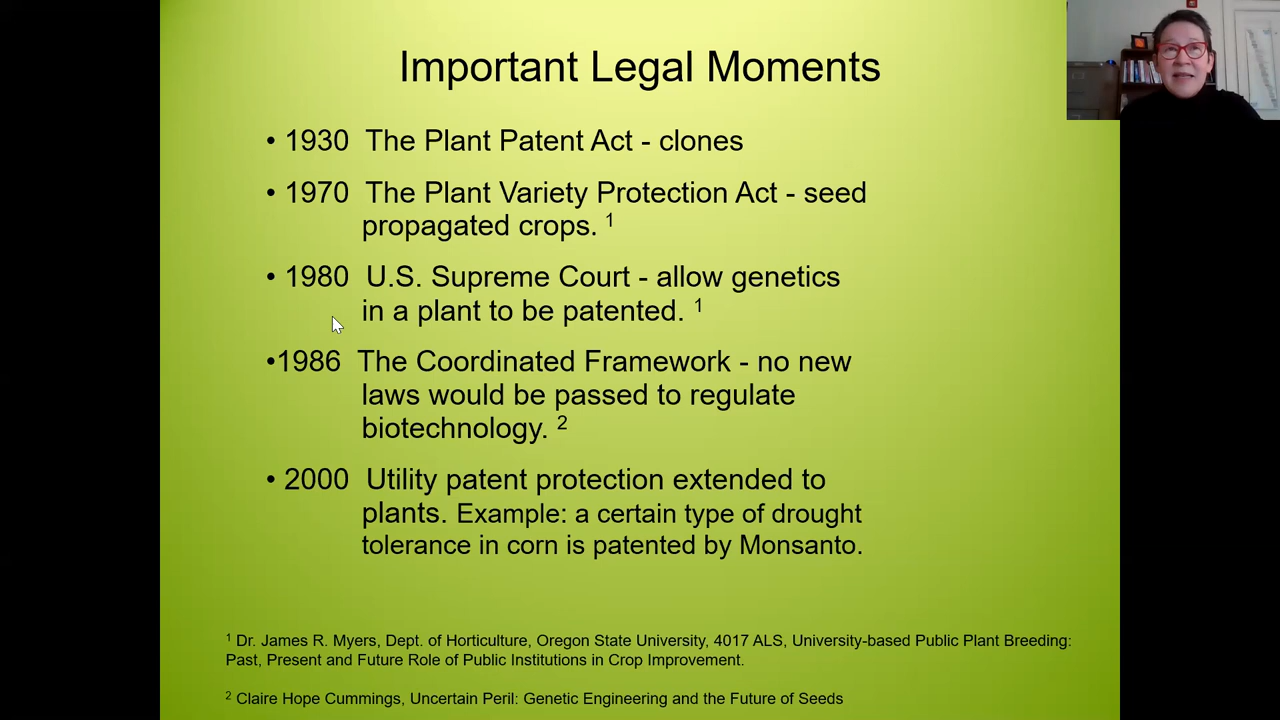 Important Legal Moments
• 1930 The Plant Patent Act - clones
• 1970 The Plant Variety Protection Act - seed
propagated crops. 1
• 1980 U.S. Supreme Court - allow genetics
in a plant to be patented. 1
•1986 The Coordinated Framework - no new
laws would be passed to regulate
biotechnology. 2
• 2000 Utility patent protection extended to
plants. Example: a certain type of drought
tolerance in corn is patented by Monsanto.
1 Dr. James R. Myers, Dept. of Horticulture, Oregon State University, 4017 ALS, University-based Public Plant Breeding:
Past, Present and Future Role of Public Institutions in Crop Improvement.
2 Claire Hope Cummings, Uncertain Peril: Genetic Engineering and the Future of Seeds